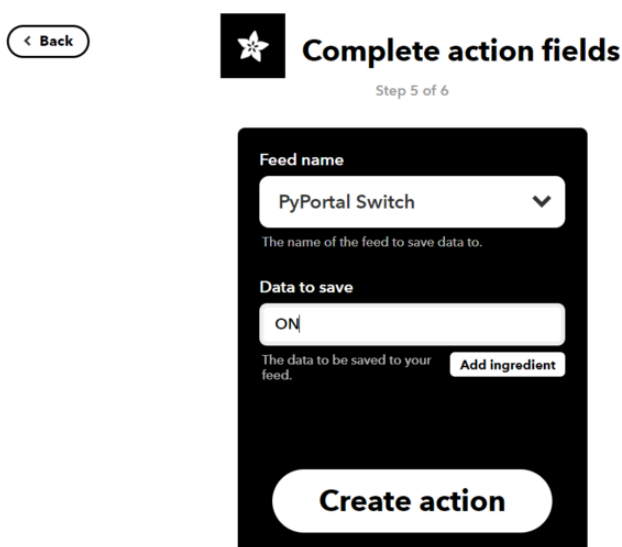 < Back
Complete action fields
Step 5 of 6
Feed name
PyPortal Switch
The name of the feed to save data to.
Data to save
ON
The data to be saved to your
feed.
Add ingredient
Create action